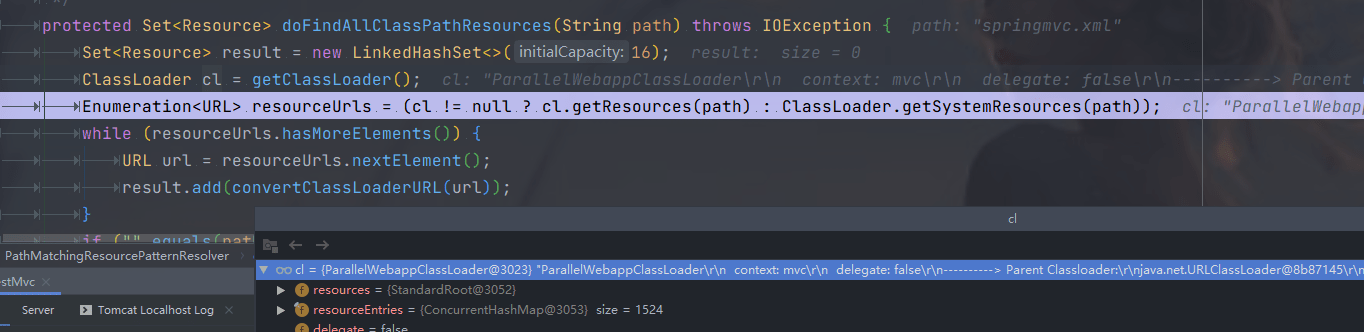 protected Set<Resource> doFindAllClassPathResources(String path) throws IOException {  path: "springmvc.xml"
Set<Resource> result = new LinkedHashSet<>( initialCapacity: 16);  result:  size = 0
ClassLoader cl = getClassLoader();  cl: "ParallelWebappClassLoader\r\n  context: mvc\r\n  delegate: false\r\n----------> Parent
Enumeration<URL> resourceUrls = (cl != null ? cl.getResources(path) : ClassLoader.getSystemResources(path));  cl: "ParallelWebapp
while (resourceUrls.hasMoreElements()) {
URL url = resourceUrls.nextElement();
result.add(convertClassLoaderURL(url));
}
if ("".equals(pat
cl
PathMatchingResourcePatternResolver
cl = {ParallelWebappClassLoader@3023} "ParallelWebappClassLoader\r\n  context: mvc\r\n  delegate: false\r\n----------> Parent Classloader:\r\njava.net.URLClassLoader@8b87145\r\n
estMvc
resources = {StandardRoot@3052}
Server
Tomcat Localhost Log
resourceEntries = {ConcurrentHashMap@3053}  size = 1524
delegate = false